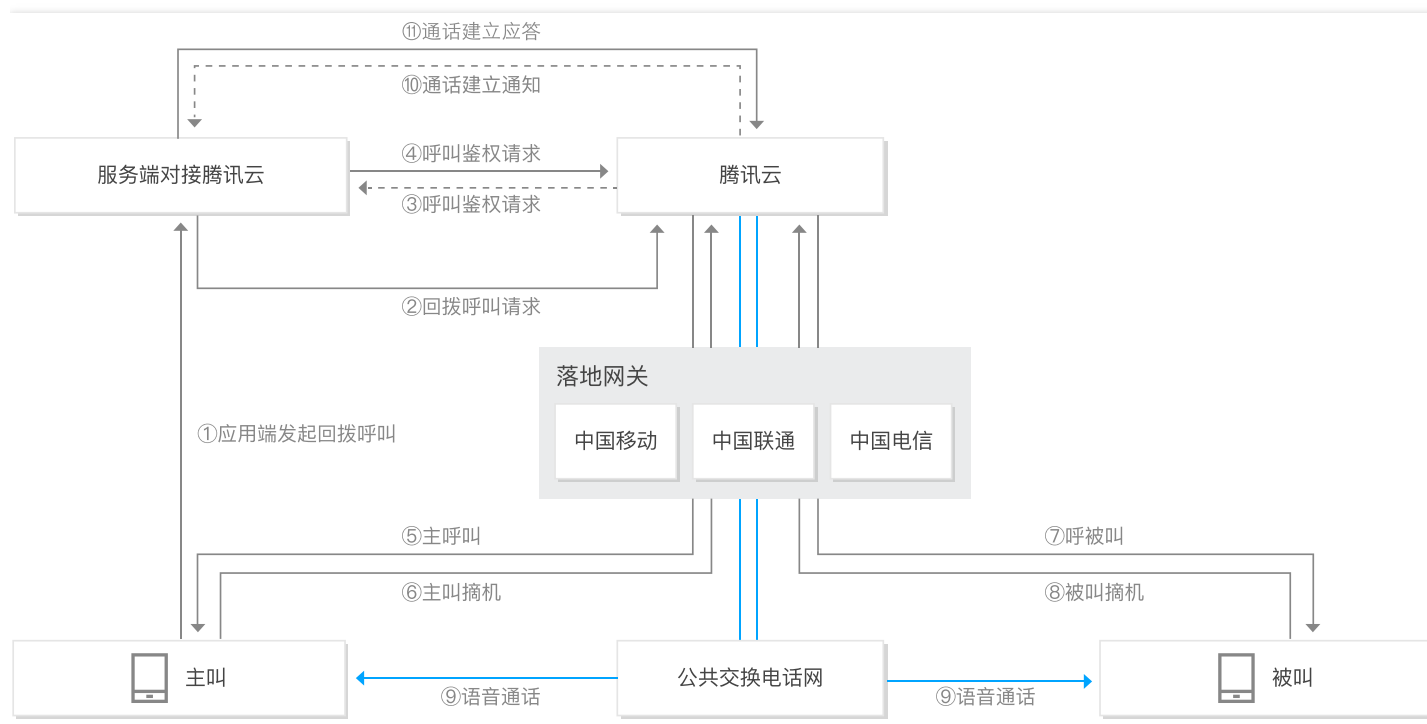 ⑪通话建立应答
⑩通话建立通知
服务端对接腾讯云
④呼叫鉴权请求
③呼叫鉴权请求
腾讯云
②回拨呼叫请求
落地网关
中国移动
中国联通
中国电信
①应用端发起回拨呼叫
⑤主呼叫
⑦呼被叫
⑥主叫摘机
⑧被叫摘机
主叫
⑨语音通话
公共交换电话网
⑨语音通话
被叫